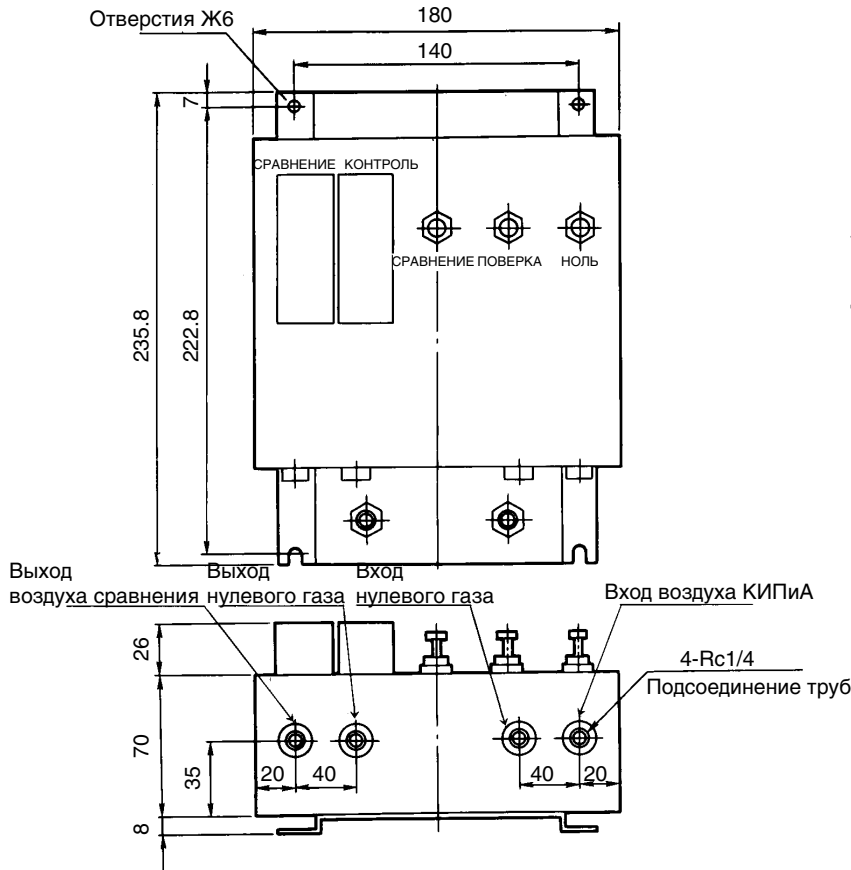 Отверстия Ж6
180
140
7
СРАВНЕНИЕ КОНТРОЛЬ
СРАВНЕНИЕ ПОВЕРКА НОЛЬ
235.8
222.8
Выход
воздуха сравнения
Выход
нулевого газа
Вход
нулевого газа
Вход воздуха КИПиА
4-Rc1/4
Подсоединение труб
26
70
35
20
40
40
20
8